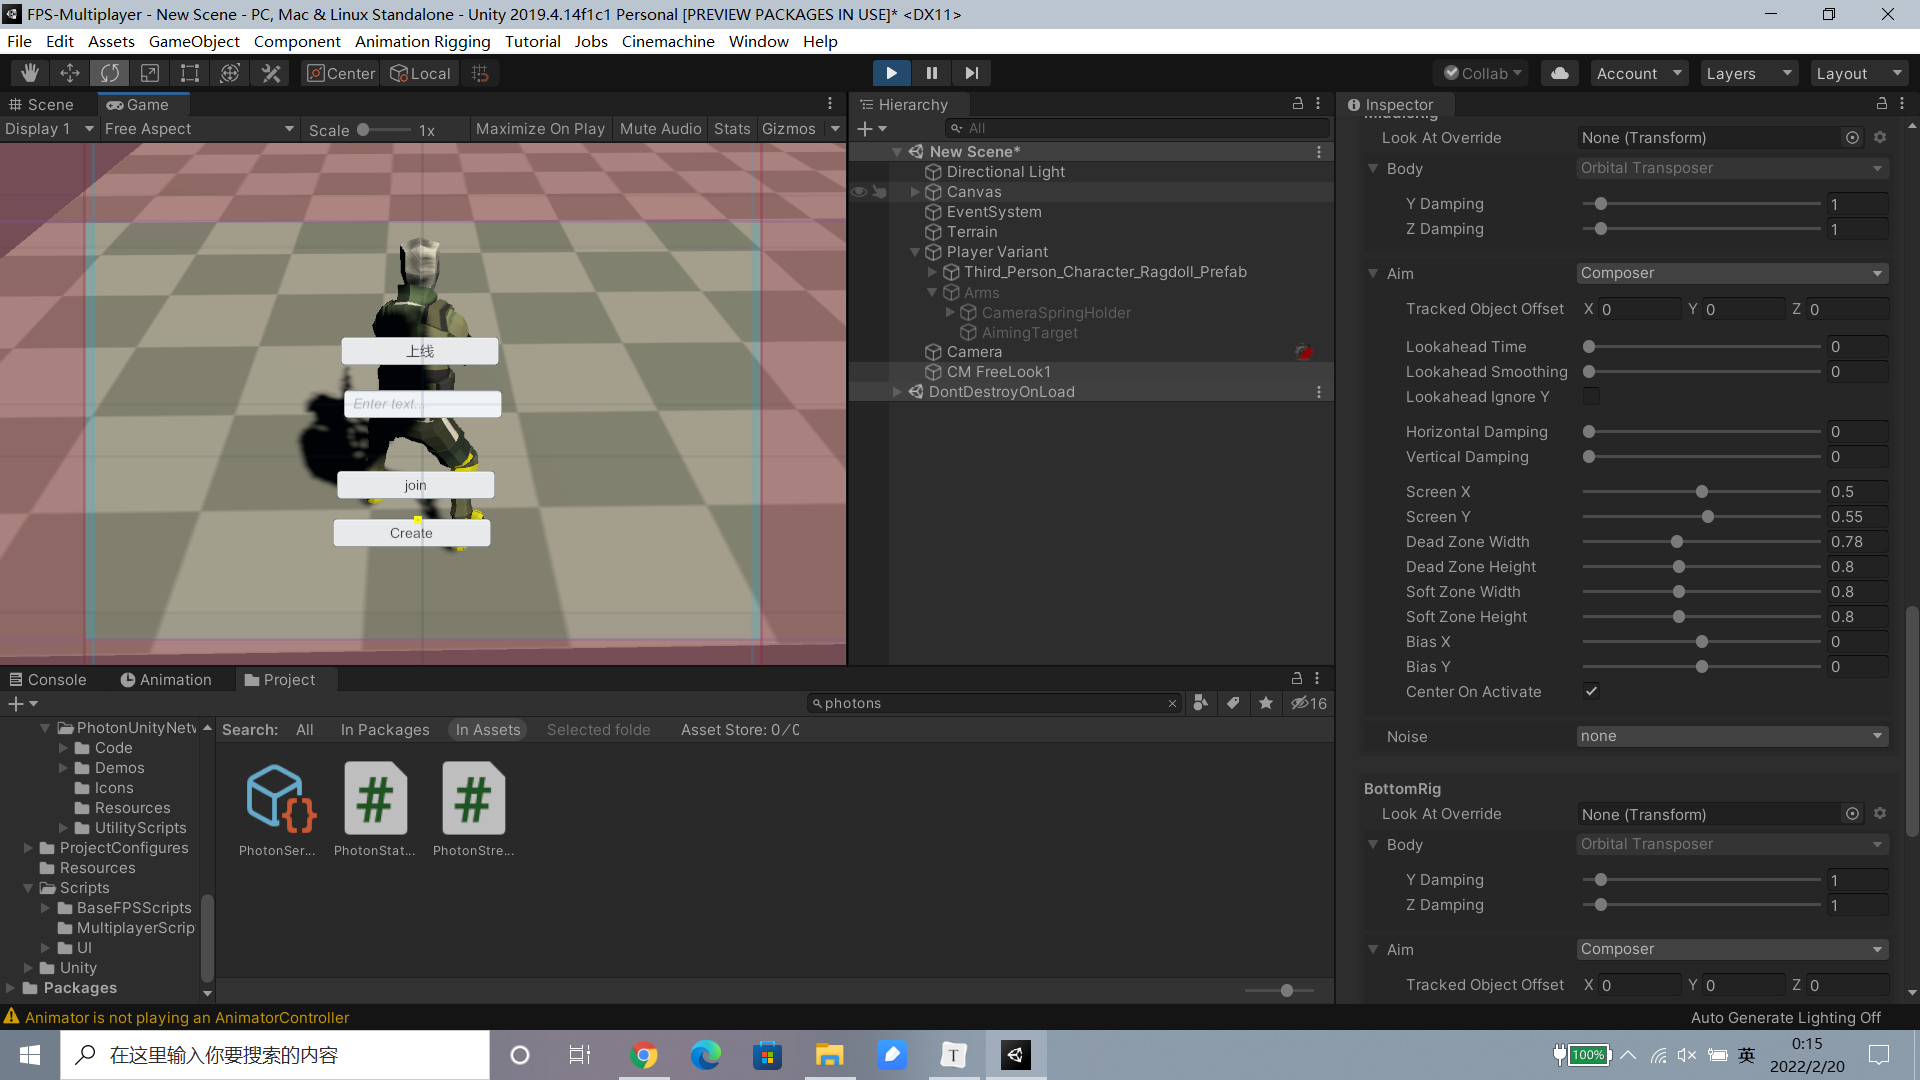 FPS-Multiplayer - New Scene - PC, Mac & Linux Standalone - Unity 2019.4.14f1c1 Personal [PREVIEW PACKAGES IN USE]* <DX11>
File Edit Assets GameObject Component Animation Rigging Tutorial Jobs Cinemachine Window Help
Center Local Collab Account Layers Layout
Scene Game
Display 1 Free Aspect Scale 1x Maximize On Play Mute Audio Stats Gizmos
上线
Enter text...
join
Create
Hierarchy
All
New Scene*
Directional Light
Canvas
EventSystem
Terrain
Player Variant
Third_Person_Character_Ragdoll_Prefab
Arms
CameraSpringHolder
AimingTarget
Camera
CM FreeLook1
DontDestroyOnLoad
Inspector
Look At Override None (Transform)
Body Orbital Transposer
Y Damping 1
Z Damping 1
Aim Composer
Tracked Object Offset X 0 Y 0 Z 0
Lookahead Time 0
Lookahead Smoothing 0
Lookahead Ignore Y
Horizontal Damping 0
Vertical Damping 0
Screen X 0.5
Screen Y 0.55
Dead Zone Width 0.78
Dead Zone Height 0.8
Soft Zone Width 0.8
Soft Zone Height 0.8
Bias X 0
Bias Y 0
Center On Activate
Noise none
BottomRig
Look At Override None (Transform)
Body Orbital Transposer
Y Damping 1
Z Damping 1
Aim Composer
Tracked Object Offset X 0 Y 0 Z 0
Console Animation Project
photons
16
PhotonUnityNetw
Code
Demos
Icons
Resources
UtilityScripts
ProjectConfigures
Resources
Scripts
BaseFPSScripts
MultiplayerScrip
UI
Unity
Packages
Search: All In Packages In Assets Selected folde Asset Store: 0/0
PhotonSer... PhotonStat... PhotonStre...
Animator is not playing an AnimatorController
Auto Generate Lighting Off
在这里输入你要搜索的内容
T
100%
英
0:15
2022/2/20